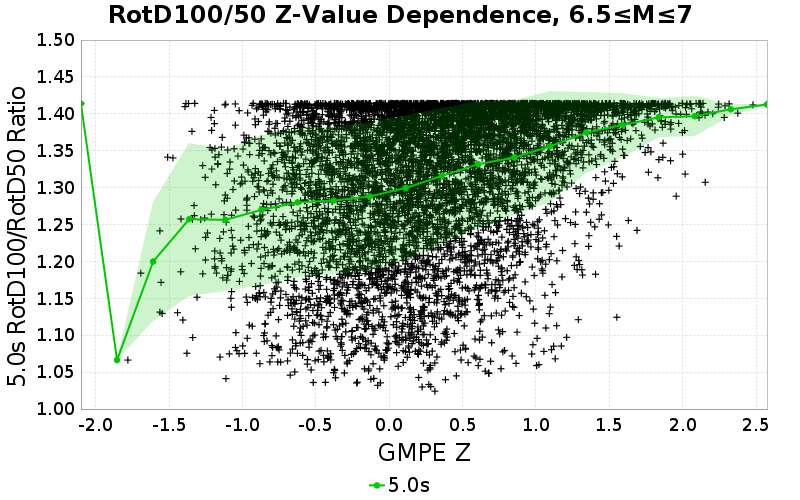 RotD100/50 Z-Value Dependence, 6.5≤M≤7
5.0s RotD100/RotD50 Ratio
1.50
1.45
1.40
1.35
1.30
1.25
1.20
1.15
1.10
1.05
1.00
-2.0 -1.5 -1.0 -0.5 0.0 0.5 1.0 1.5 2.0 2.5
GMPE Z
5.0s